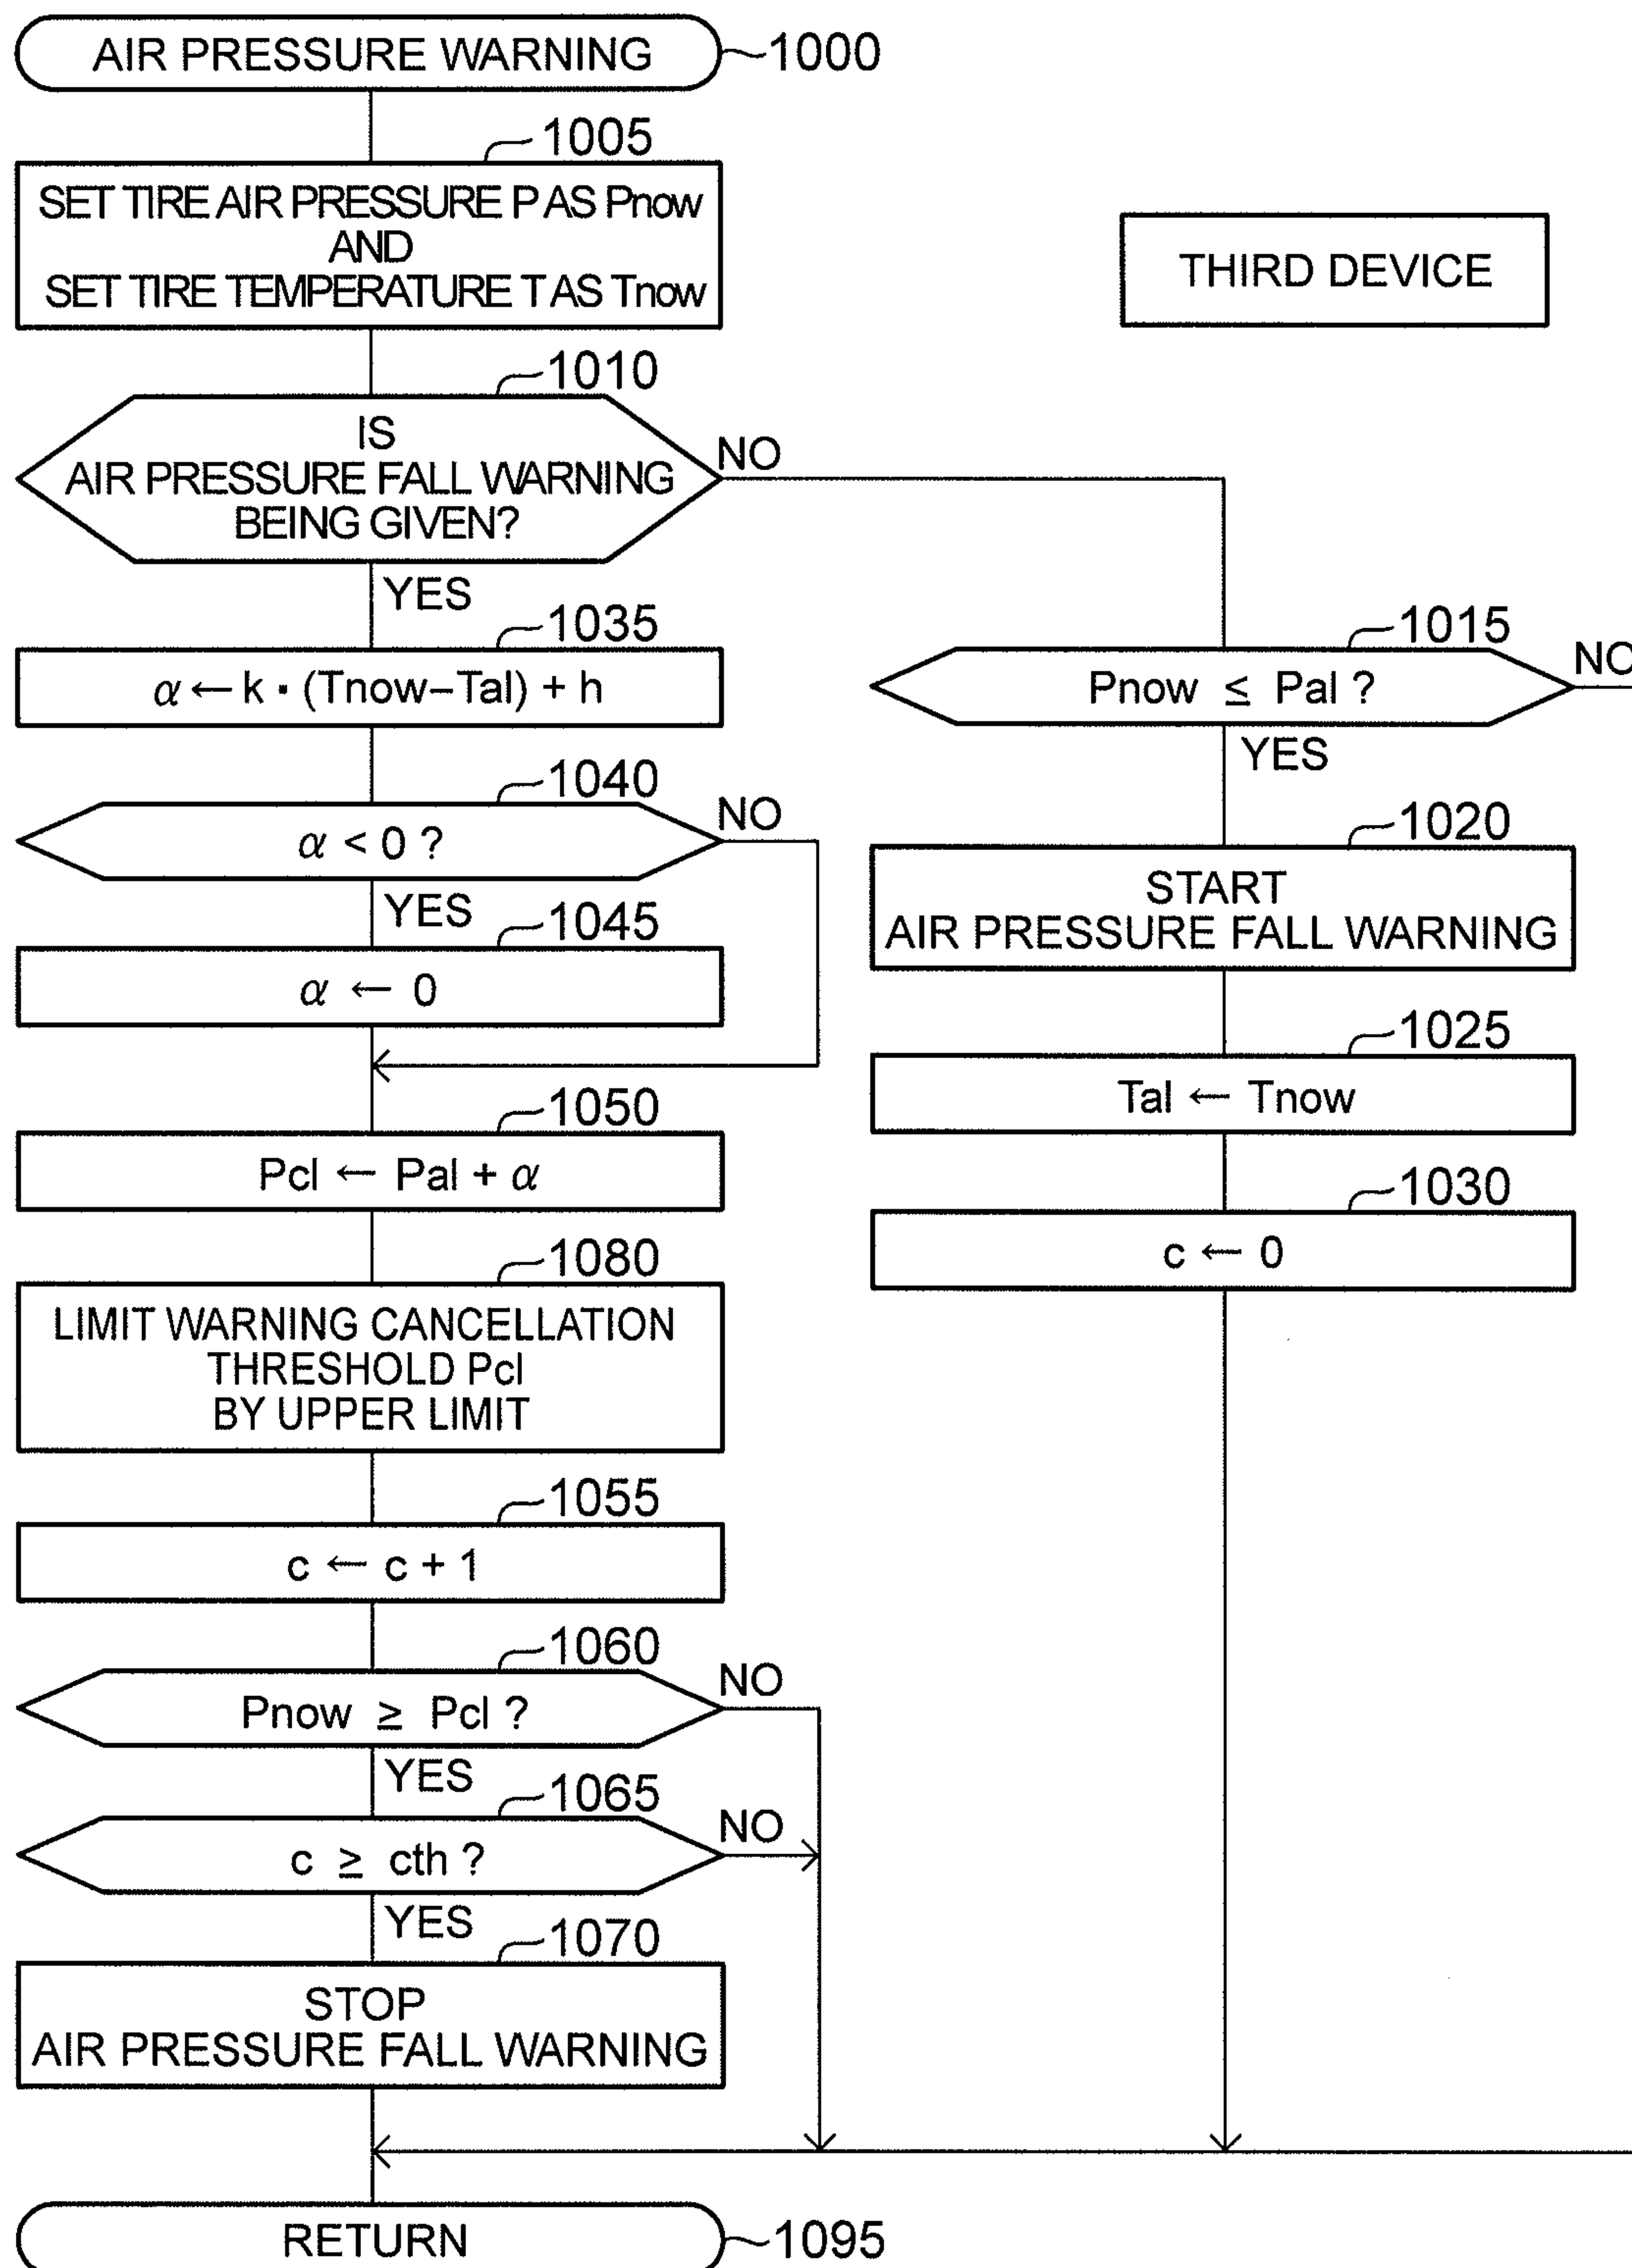 AIR PRESSURE WARNING
1000
1005
SET TIRE AIR PRESSURE P AS Pnow
AND
SET TIRE TEMPERATURE T AS Tnow
THIRD DEVICE
1010
IS
AIR PRESSURE FALL WARNING
BEING GIVEN?
NO
YES
1035
α ← k · (Tnow–Tal) + h
1040
α < 0 ?
NO
YES
1045
α ← 0
1050
Pcl ← Pal + α
1080
LIMIT WARNING CANCELLATION
THRESHOLD Pcl
BY UPPER LIMIT
1055
c ← c + 1
1060
Pnow ≥ Pcl ?
NO
YES
1065
c ≥ cth ?
NO
YES
1070
STOP
AIR PRESSURE FALL WARNING
1015
Pnow ≤ Pal ?
NO
YES
1020
START
AIR PRESSURE FALL WARNING
1025
Tal ← Tnow
1030
c ← 0
RETURN
1095